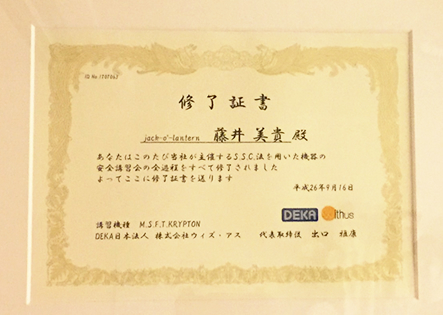 修了証書
jack-o'-lantern 藤井 美貴 殿
あなたはこのたび当社が主催するS.S.C.法を用いた機器の
安全講習会の全過程をすべて修了されました
よってここに修了証書を送ります
平成26年9月16日
DEKA Withus
講習機種 M.S.F.T.KRYPTON
DEKA日本法人 株式会社ウィズ・アス 代表取締役 出口 植康